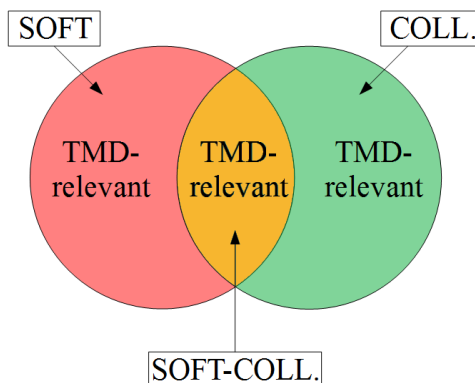 SOFT
COLL.
TMD-
relevant
TMD-
relevant
TMD-
relevant
SOFT-COLL.